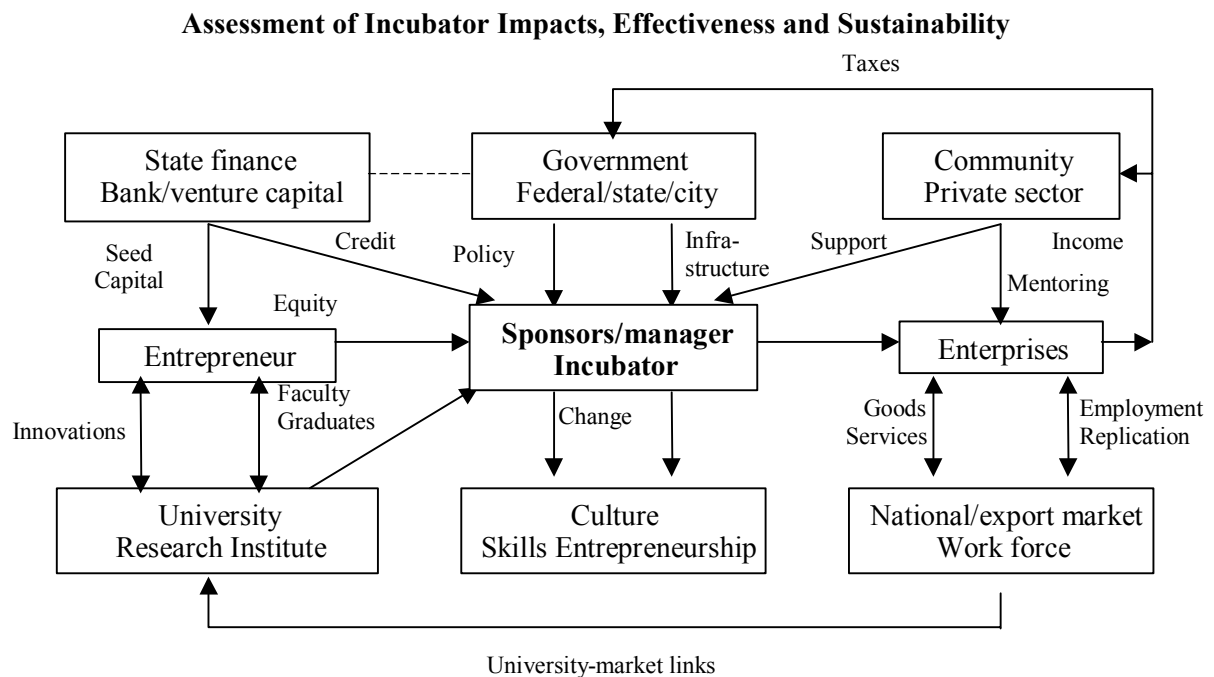 Assessment of Incubator Impacts, Effectiveness and Sustainability
Taxes
State finance
Bank/venture capital
Government
Federal/state/city
Community
Private sector
Seed
Capital
Credit
Policy
Infra-
structure
Support
Income
Mentoring
Equity
Entrepreneur
Sponsors/manager
Incubator
Enterprises
Innovations
Faculty
Graduates
Change
Goods
Services
Employment
Replication
University
Research Institute
Culture
Skills Entrepreneurship
National/export market
Work force
University-market links